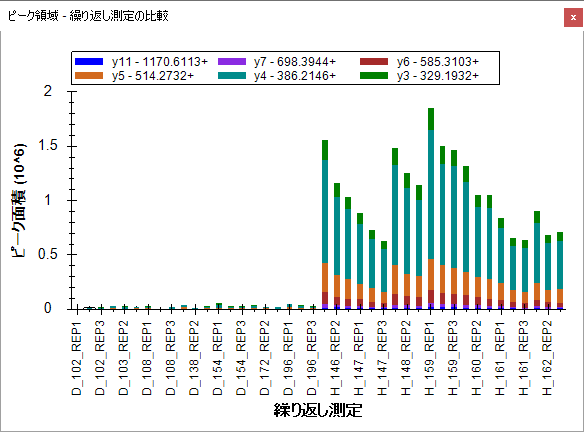 ピーク領域 - 繰り返し測定の比較
x
y11 - 1170.6113+ y7 - 698.3944+ y6 - 585.3103+
y5 - 514.2732+ y4 - 386.2146+ y3 - 329.1932+
ピーク面積 (10^6)
2
1.5
1
0.5
0
D_102_REP1
D_102_REP3
D_103_REP2
D_108_REP1
D_108_REP3
D_138_REP2
D_154_REP1
D_154_REP3
D_172_REP2
D_196_REP1
D_196_REP3
H_146_REP2
H_147_REP1
H_147_REP3
H_148_REP2
H_159_REP1
H_159_REP3
H_160_REP2
H_161_REP1
H_161_REP3
H_162_REP2
繰り返し測定